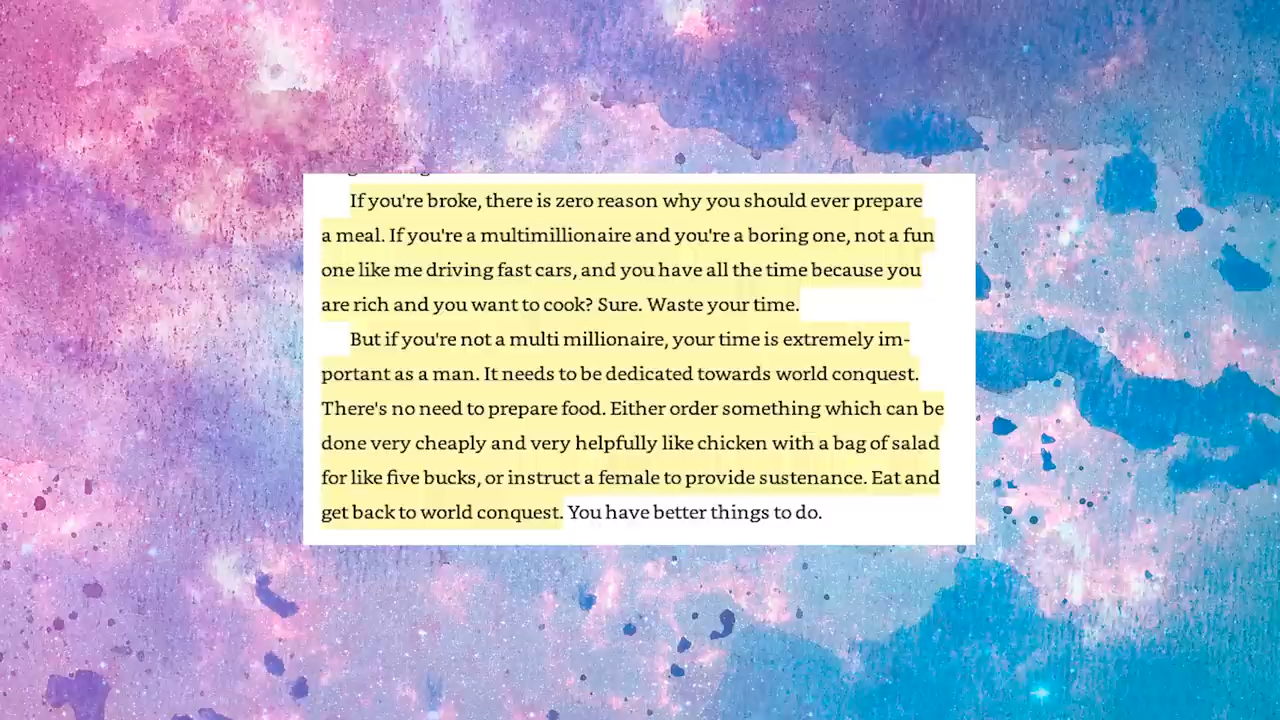 If you're broke, there is zero reason why you should ever prepare
a meal. If you're a multimillionaire and you're a boring one, not a fun
one like me driving fast cars, and you have all the time because you
are rich and you want to cook? Sure. Waste your time.
But if you're not a multi millionaire, your time is extremely im-
portant as a man. It needs to be dedicated towards world conquest.
There's no need to prepare food. Either order something which can be
done very cheaply and very helpfully like chicken with a bag of salad
for like five bucks, or instruct a female to provide sustenance. Eat and
get back to world conquest. You have better things to do.